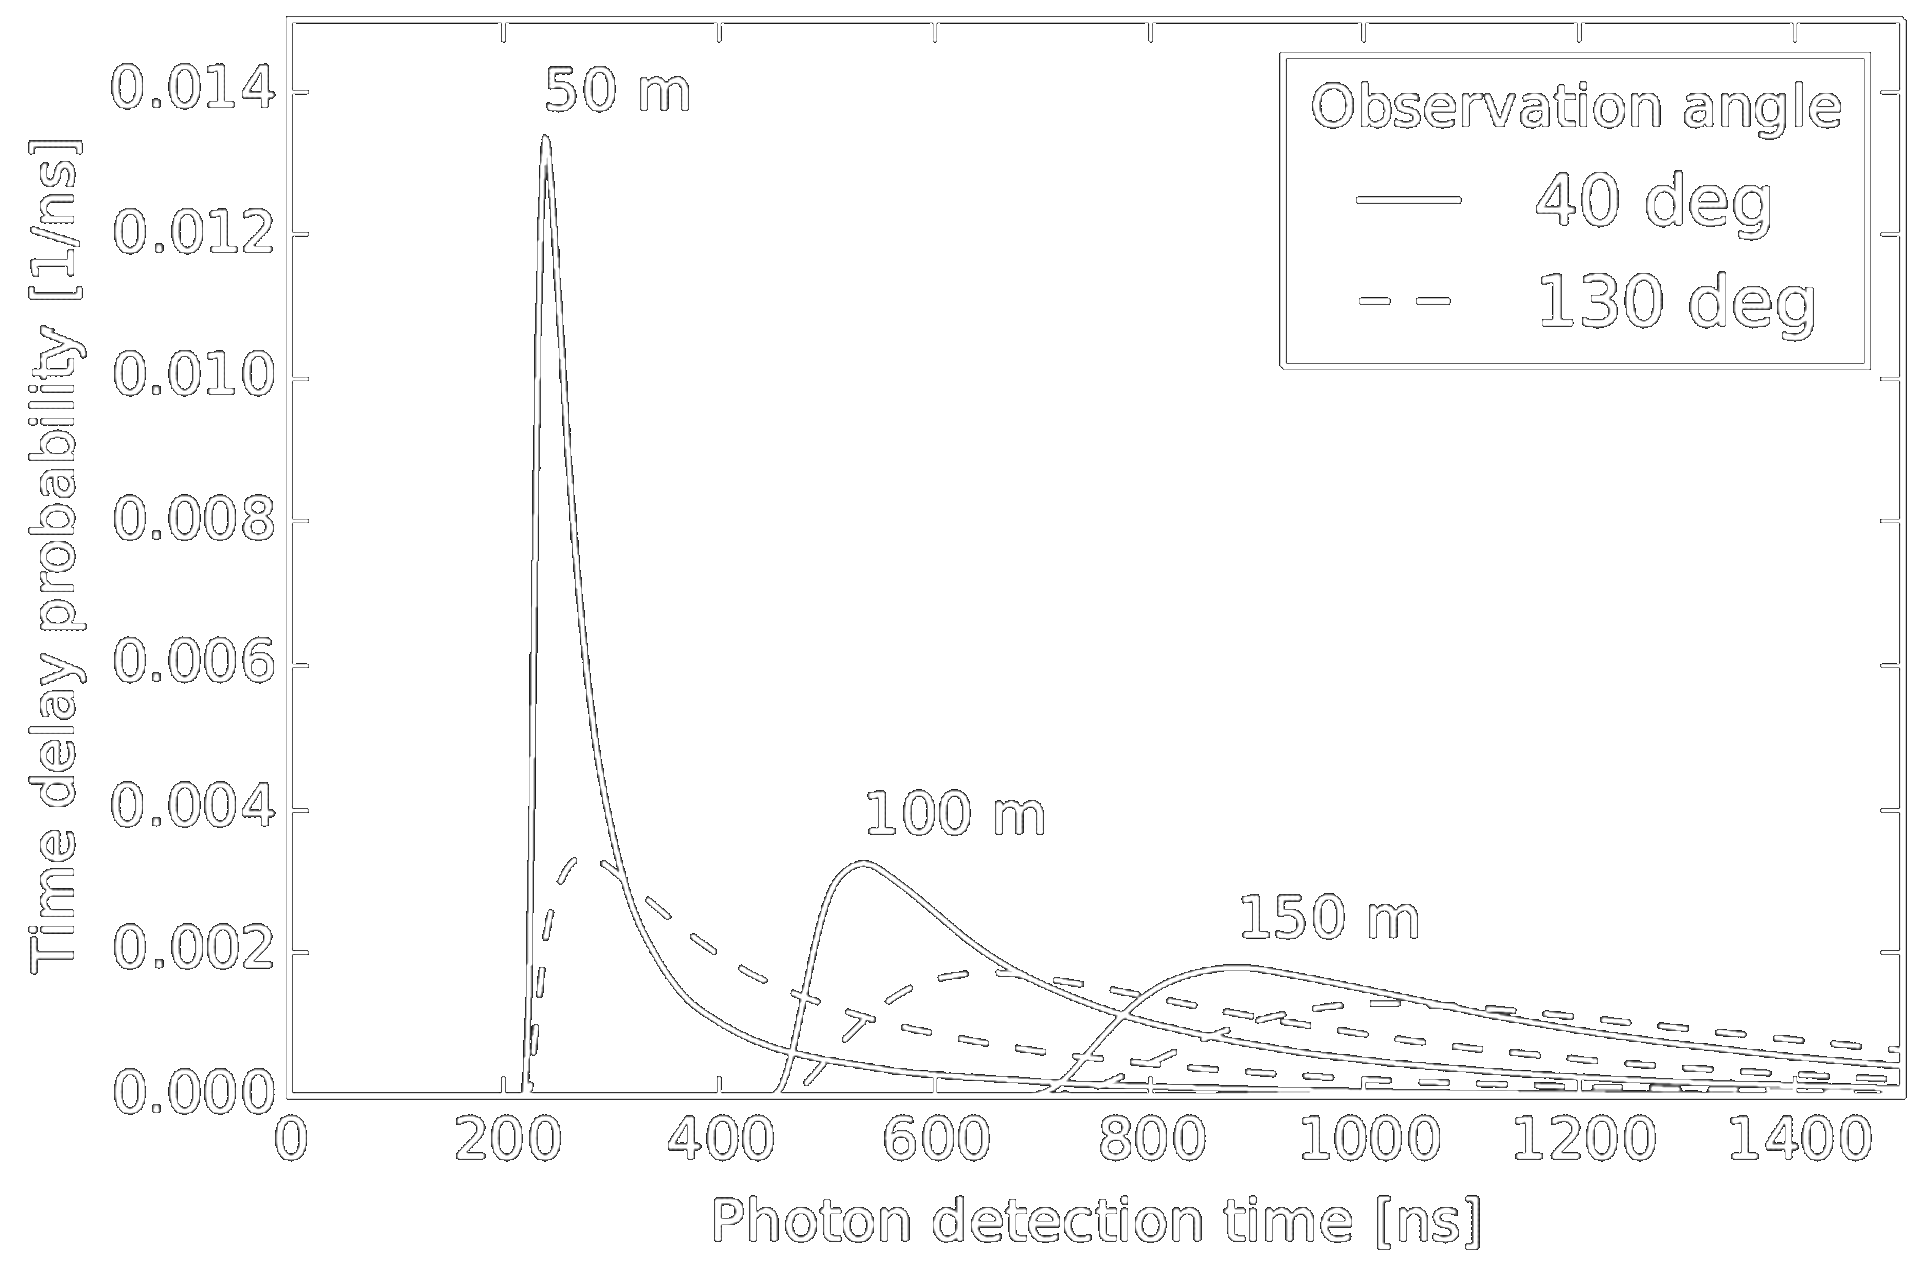 50 m
100 m
150 m
Observation angle
40 deg
130 deg
Time delay probability [1/ns]
0.014
0.012
0.010
0.008
0.006
0.004
0.002
0.000
0 200 400 600 800 1000 1200 1400
Photon detection time [ns]